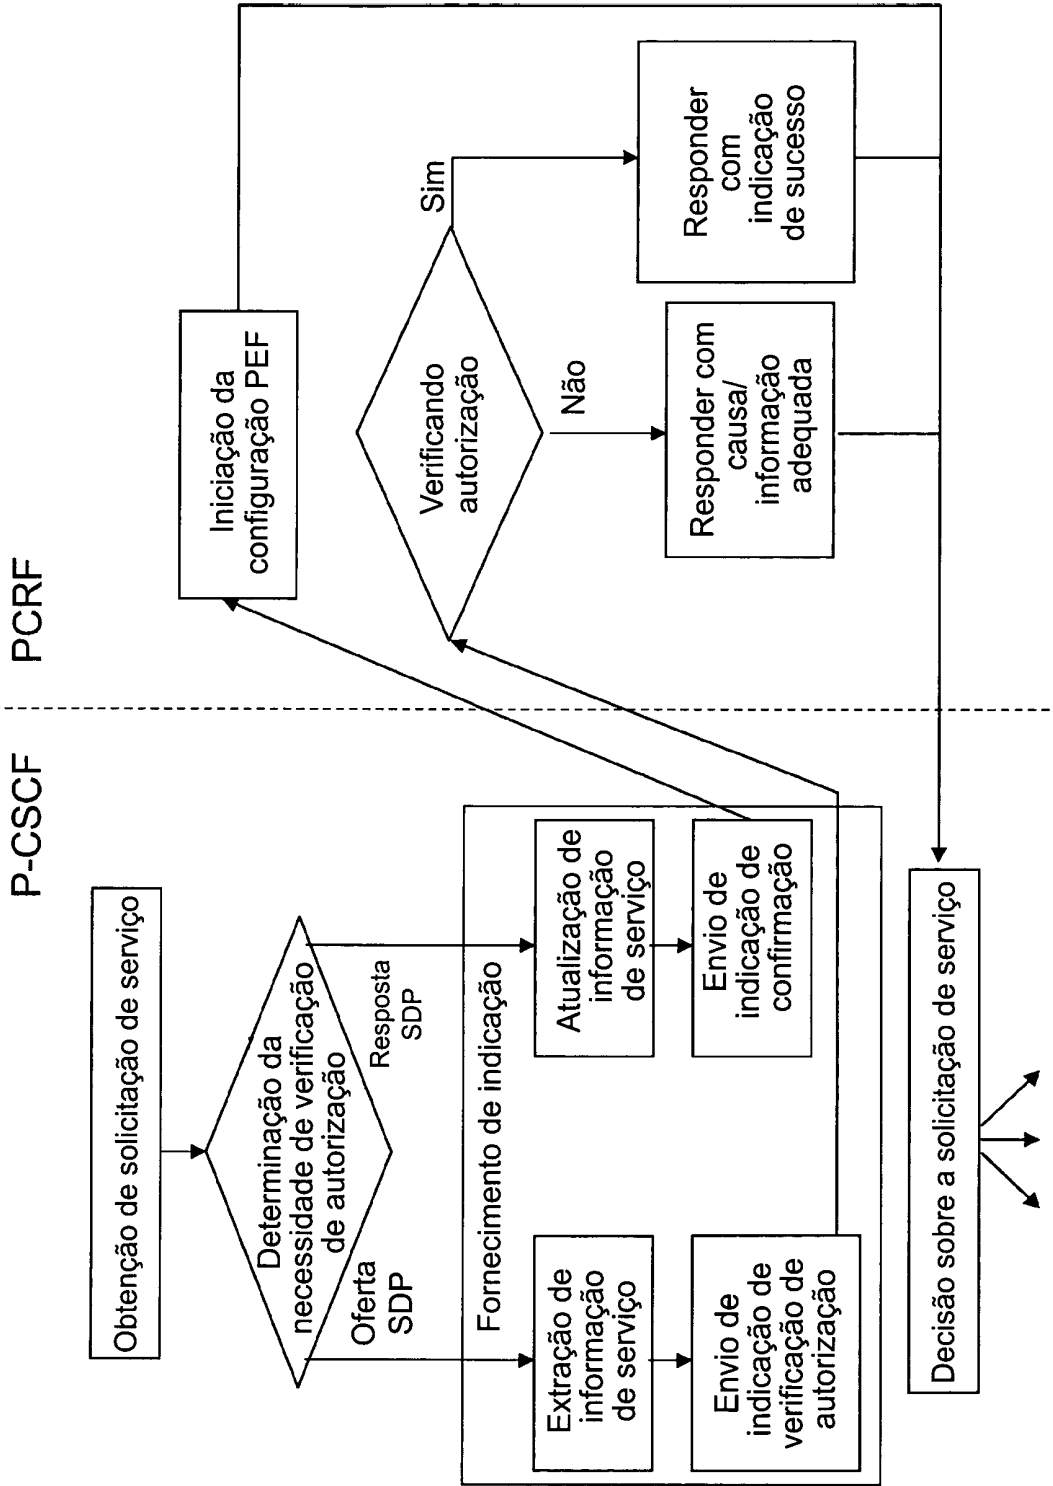 P-CSCF
PCRF
Obtenção de solicitação de serviço
Determinação da
necessidade de verificação
de autorização
Oferta
SDP
Resposta
SDP
Fornecimento de indicação
Extração de
informação
de serviço
Atualização de
informação
de serviço
Envio de
indicação de
verificação de
autorização
Envio de
indicação de
confirmação
Decisão sobre a solicitação de serviço
Iniciação da
configuração PEF
Verificando
autorização
Sim
Não
Responder com
causa/
informação
adequada
Responder
com
indicação
de sucesso